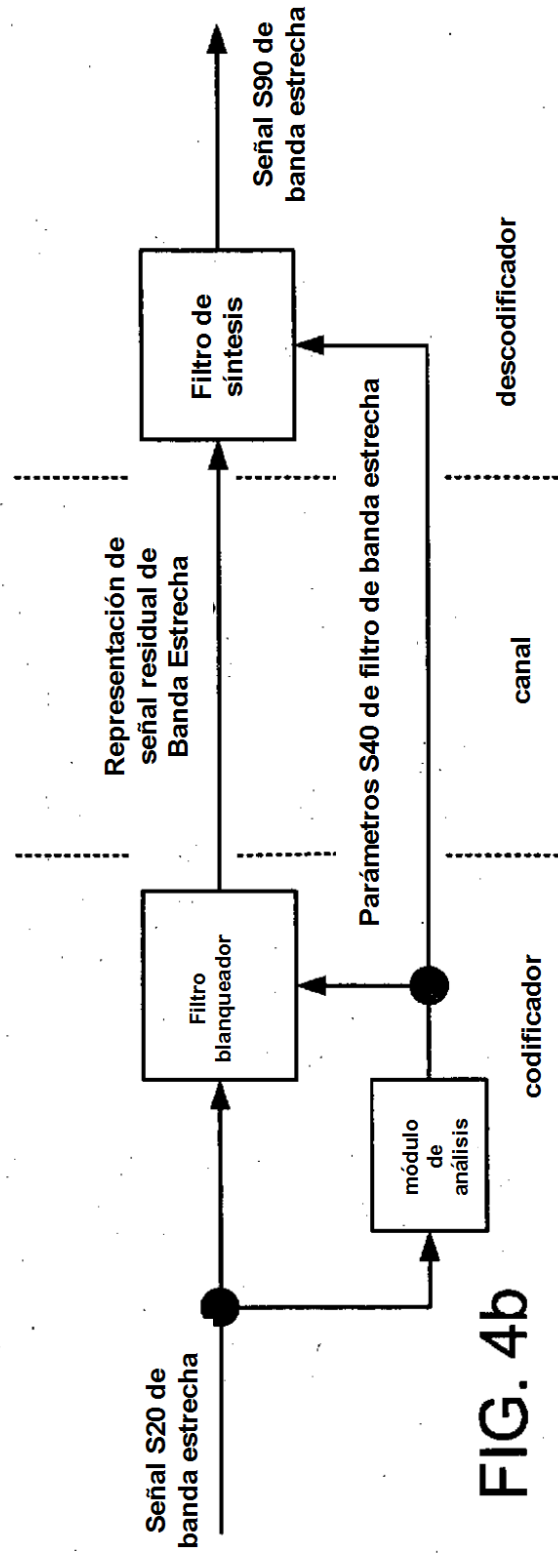 Señal S20 de
banda estrecha
Filtro
blanqueador
módulo
de
análisis
Representación de
señal residual de
Banda Estrecha
Parámetros S40 de filtro de banda estrecha
Filtro de
síntesis
Señal S90 de
banda estrecha
codificador
canal
descodificador
FIG. 4b